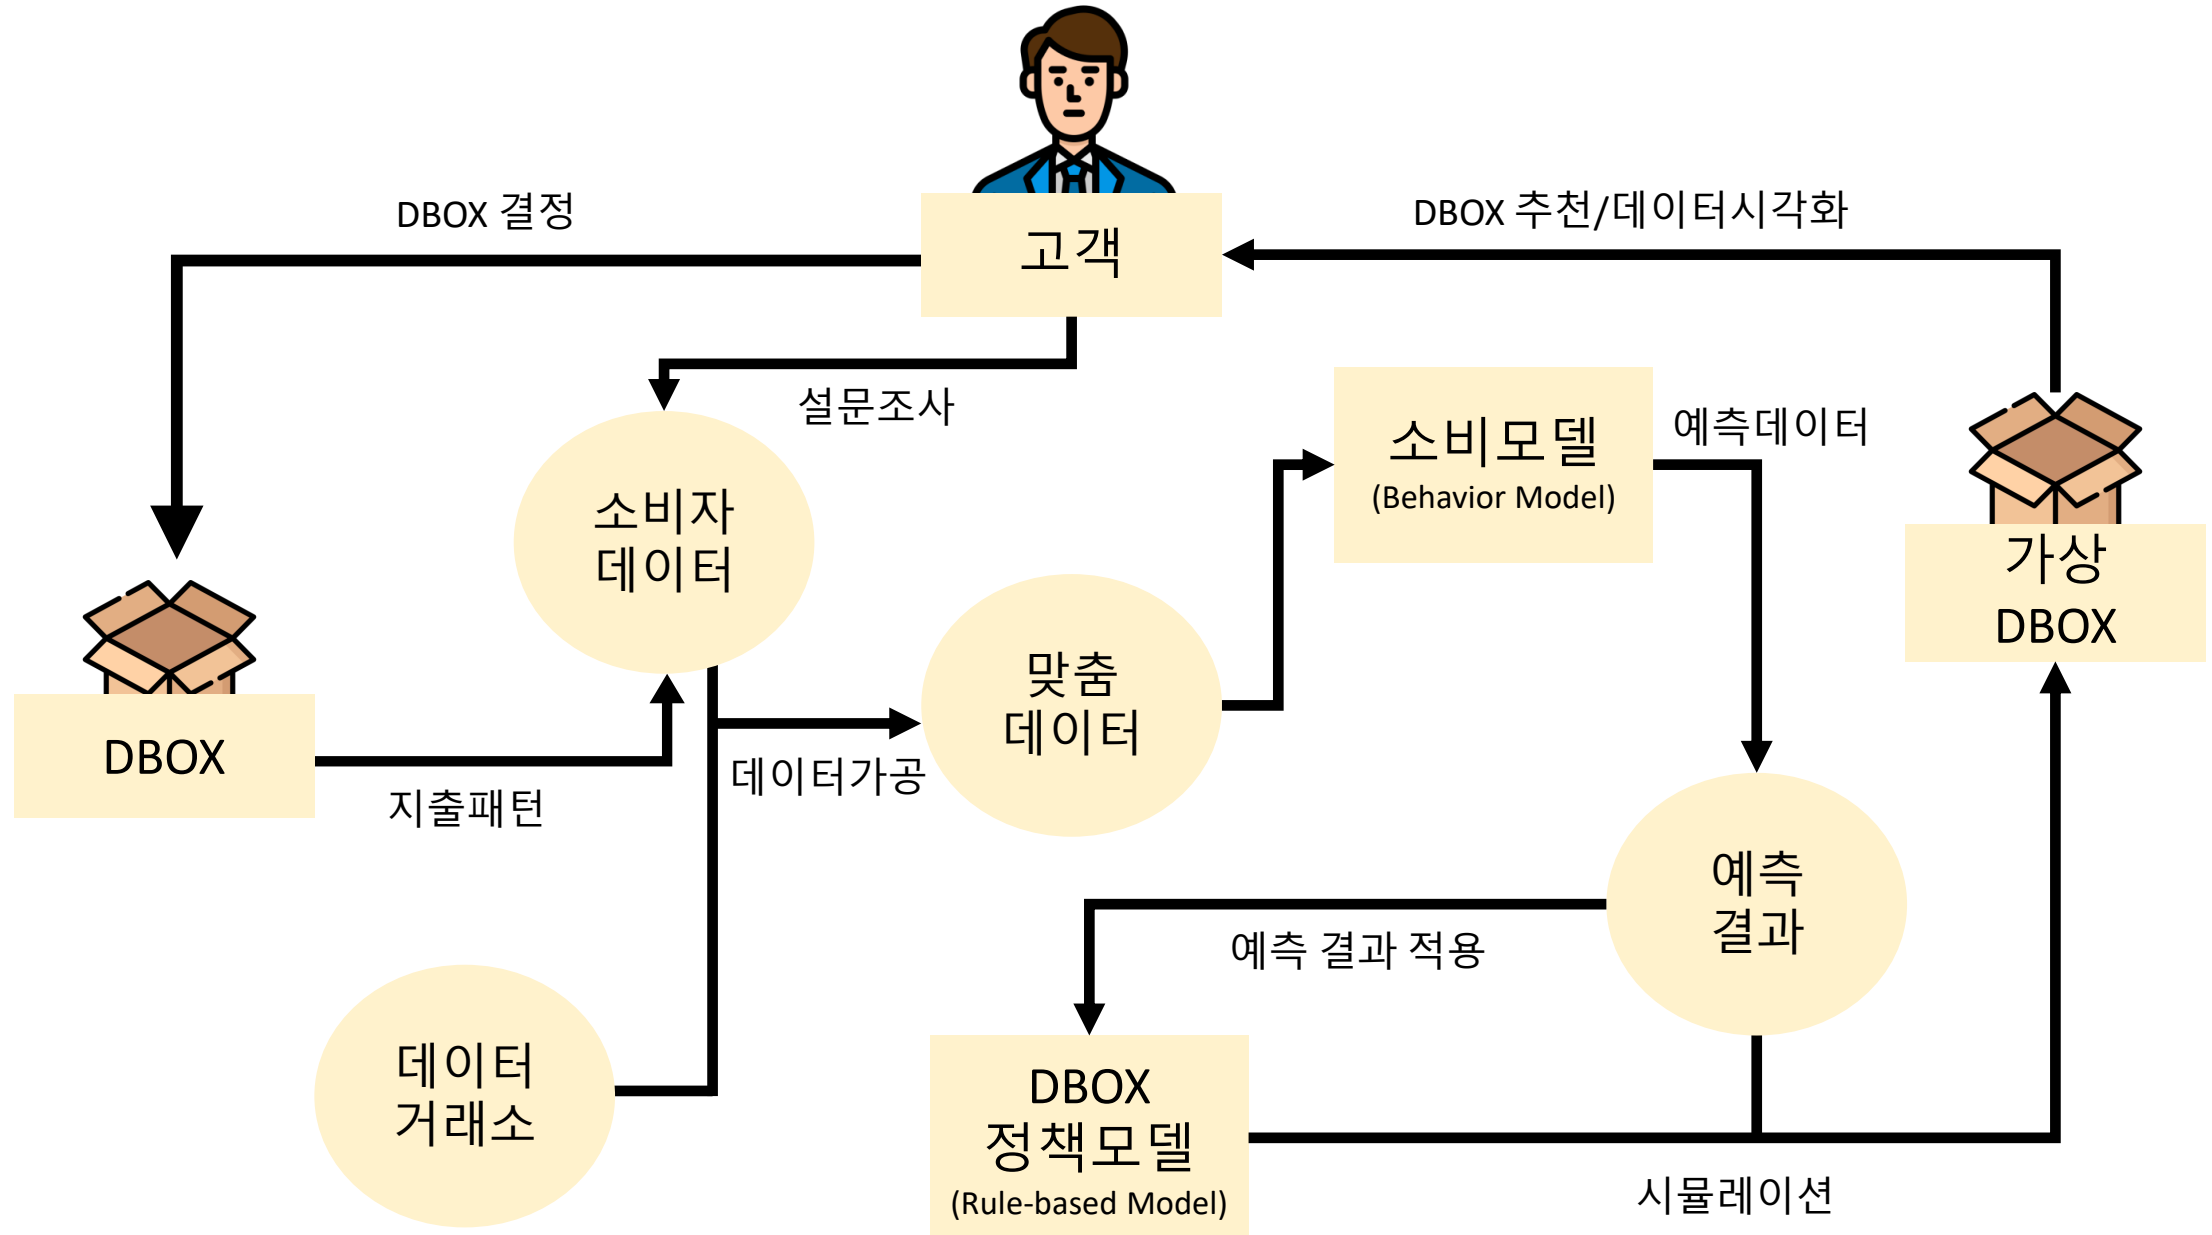 DBOX 결정
고객
DBOX 추천/데이터시각화
설문조사
소비자
데이터
소비모델
(Behavior Model)
예측데이터
가상
DBOX
DBOX
지출패턴
데이터가공
맞춤
데이터
예측
결과
예측 결과 적용
데이터
거래소
DBOX
정책모델
(Rule-based Model)
시뮬레이션